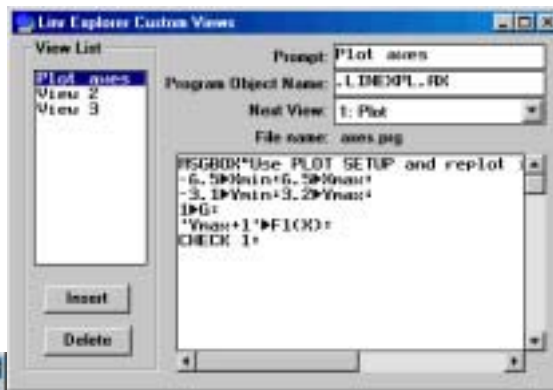 Linr Explorer Custom Views
View List
Plot axes
View 2
View 3
Insert
Delete
Prompt: Plot axes
Program Object Name: .LINEXPL.AX
Next View: 1: Plot
File name: axes.prg
MSGBOX"Use PLOT SETUP and replot
-6.5▶Xmin:6.5▶Xmax:
-3.1▶Ymin:3.2▶Ymax:
1▶G:
'Ymax+1'▶F1(X):
CHECK 1: